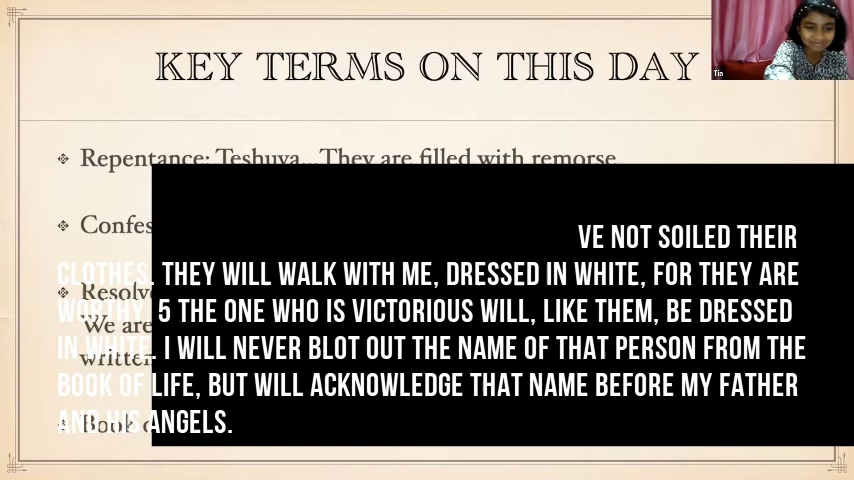 KEY TERMS ON THIS DAY
Tia
Repentance: Teshuva...They are filled with remorse
Confes
VE NOT SOILED THEIR
CLOTHES. THEY WILL WALK WITH ME, DRESSED IN WHITE, FOR THEY ARE
Resolv
WORTHY. 5 THE ONE WHO IS VICTORIOUS WILL, LIKE THEM, BE DRESSED
We are
IN WHITE. I WILL NEVER BLOT OUT THE NAME OF THAT PERSON FROM THE
written
BOOK OF LIFE, BUT WILL ACKNOWLEDGE THAT NAME BEFORE MY FATHER
AND HIS ANGELS.
Book